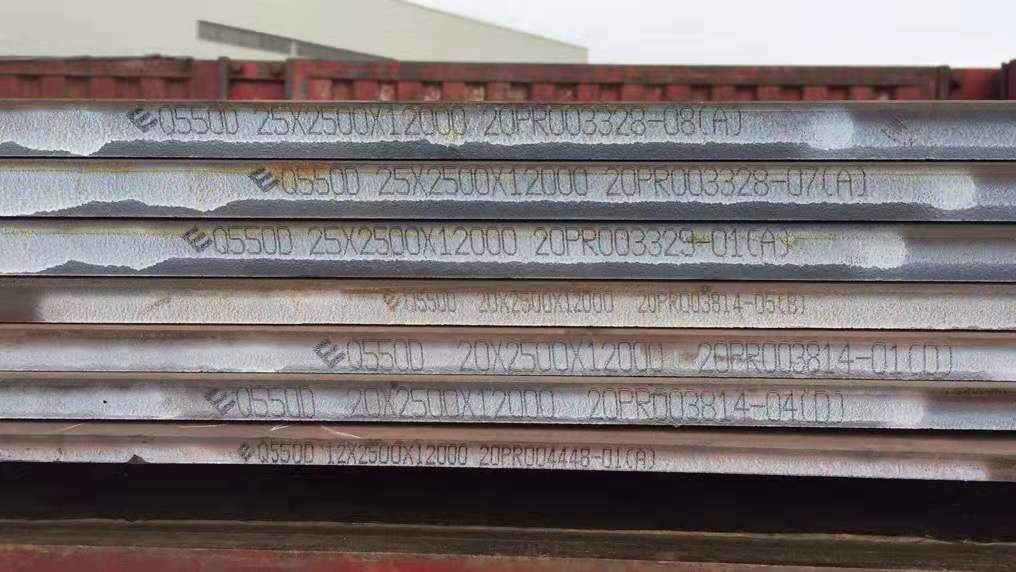 Q550D 25X2500X12000 20PR003328-08(A)
Q550D 25X2500X12000 20PR003328-07(A)
Q550D 25X2500X12000 20PR003329-01(A)
Q550D 20X2500X12000 20PR003814-05(B)
Q550D 20X2500X12000 20PR003814-01(D)
Q550D 20X2500X12000 20PR003814-04(D)
Q550D 12X2500X12000 20PR004448-01(A)